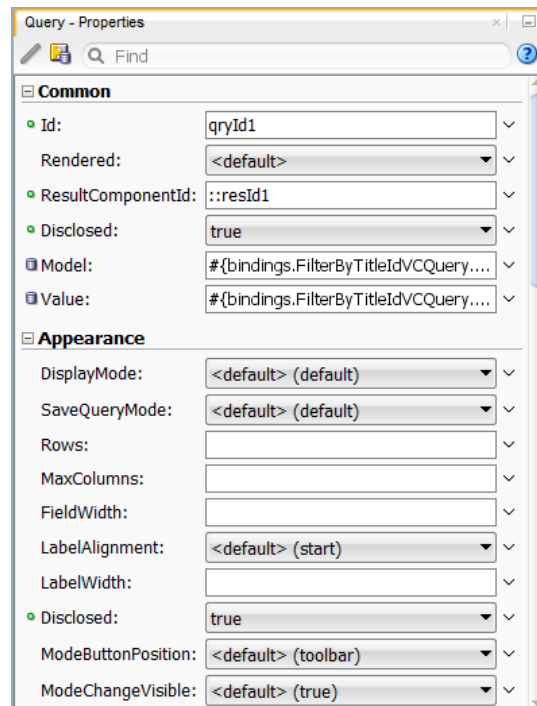 Query - Properties
Find
Common
Id: qryId1
Rendered: <default>
ResultComponentId: ::resId1
Disclosed: true
Model: #{bindings.FilterByTitleIdVCQuery....
Value: #{bindings.FilterByTitleIdVCQuery....
Appearance
DisplayMode: <default> (default)
SaveQueryMode: <default> (default)
Rows:
MaxColumns:
FieldWidth:
LabelAlignment: <default> (start)
LabelWidth:
Disclosed: true
ModeButtonPosition: <default> (toolbar)
ModeChangeVisible: <default> (true)